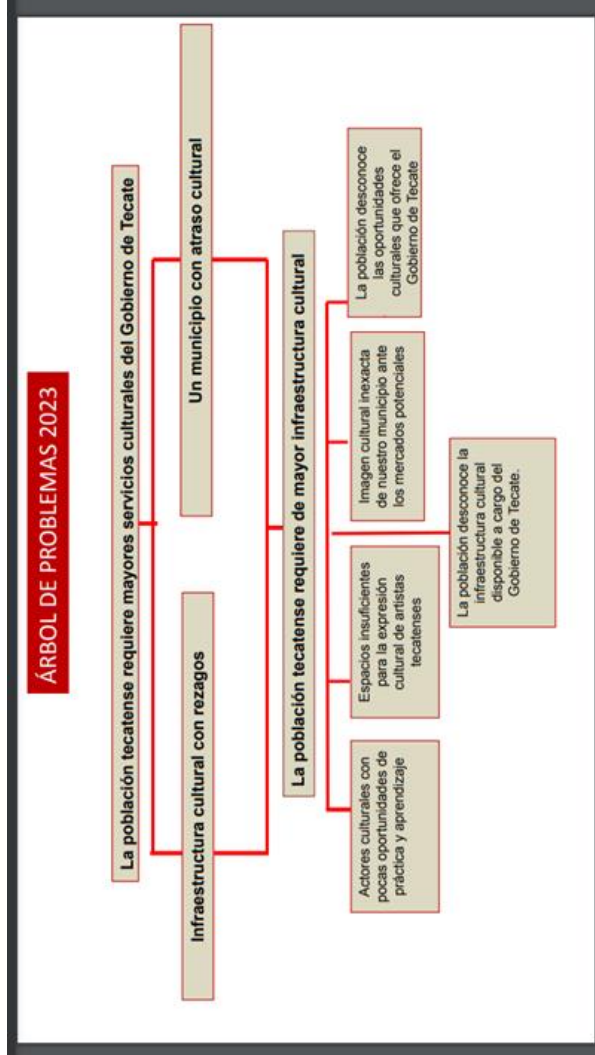 ÁRBOL DE PROBLEMAS 2023
La población tecatense requiere mayores servicios culturales del Gobierno de Tecate
Infraestructura cultural con rezagos
Un municipio con atraso cultural
La población tecatense requiere de mayor infraestructura cultural
Actores culturales con
pocas oportunidades de
práctica y aprendizaje
Espacios insuficientes
para la expresión
cultural de artistas
tecatenses
Imagen cultural inexacta
de nuestro municipio ante
los mercados potenciales
La población desconoce
las oportunidades
culturales que ofrece el
Gobierno de Tecate
La población desconoce la
infraestructura cultural
disponible a cargo del
Gobierno de Tecate.